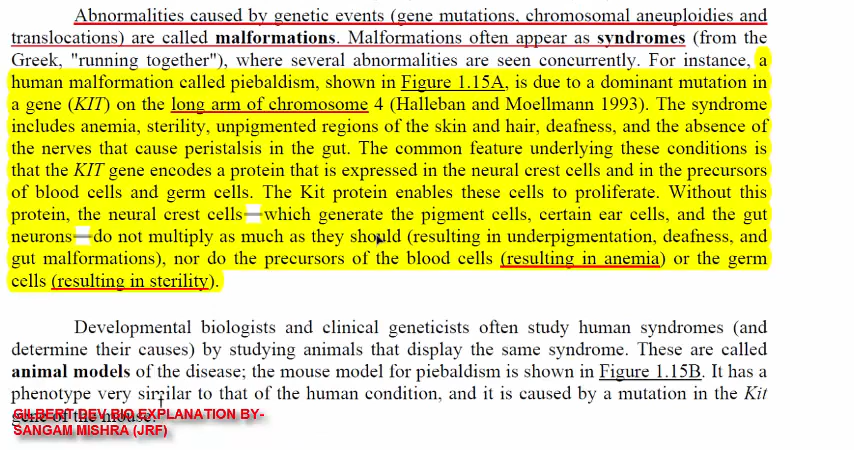 Abnormalities caused by genetic events (gene mutations, chromosomal aneuploidies and
translocations) are called malformations. Malformations often appear as syndromes (from the
Greek, "running together"), where several abnormalities are seen concurrently. For instance, a
human malformation called piebaldism, shown in Figure 1.15A, is due to a dominant mutation in
a gene (KIT) on the long arm of chromosome 4 (Halleban and Moellmann 1993). The syndrome
includes anemia, sterility, unpigmented regions of the skin and hair, deafness, and the absence of
the nerves that cause peristalsis in the gut. The common feature underlying these conditions is
that the KIT gene encodes a protein that is expressed in the neural crest cells and in the precursors
of blood cells and germ cells. The Kit protein enables these cells to proliferate. Without this
protein, the neural crest cells—which generate the pigment cells, certain ear cells, and the gut
neurons—do not multiply as much as they should (resulting in underpigmentation, deafness, and
gut malformations), nor do the precursors of the blood cells (resulting in anemia) or the germ
cells (resulting in sterility).
Developmental biologists and clinical geneticists often study human syndromes (and
determine their causes) by studying animals that display the same syndrome. These are called
animal models of the disease; the mouse model for piebaldism is shown in Figure 1.15B. It has a
phenotype very similar to that of the human condition, and it is caused by a mutation in the Kit
gene of the mouse.
GILBERT DEV BIO EXPLANATION BY-
SANGAM MISHRA (JRF)